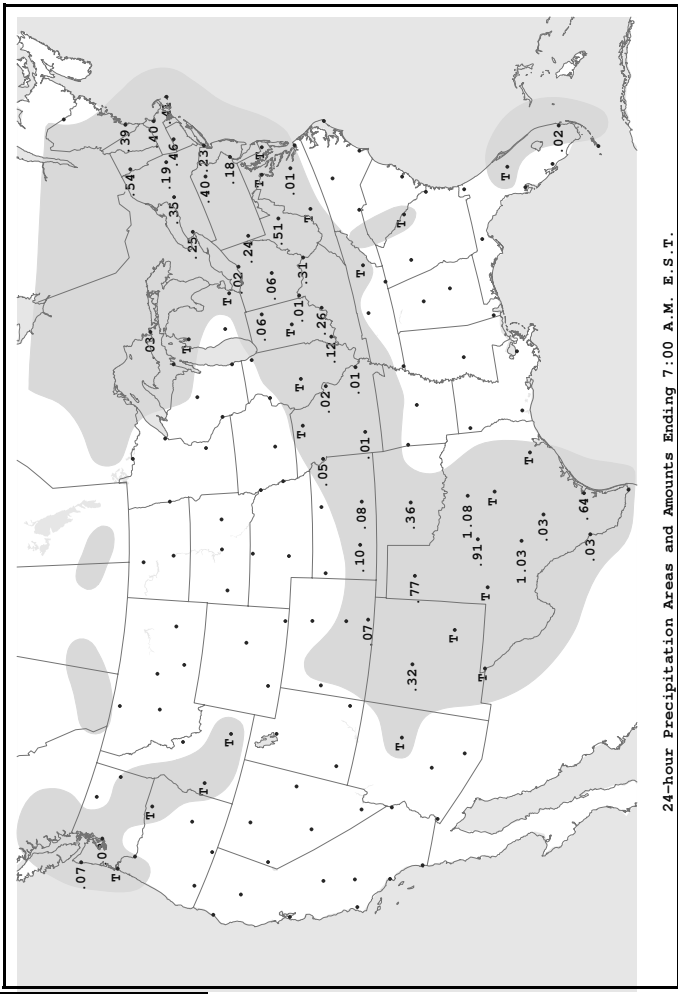 .07
.03
T
.39
.54
T
.03
.40
.19
.35
.46
T
.25
T
.40
.23
T
T
.18
.02
.24
.06
T
T
.06
.51
T
.01
.01
T
T
.31
T
.05
.26
.02
.12
.10
.08
.01
T
.07
.01
T
T
.32
.77
.36
T
1.08
.91
T
T
T
T
1.03
T
.03
.02
.64
.03
24-hour Precipitation Areas and Amounts Ending 7:00 A.M. E.S.T.